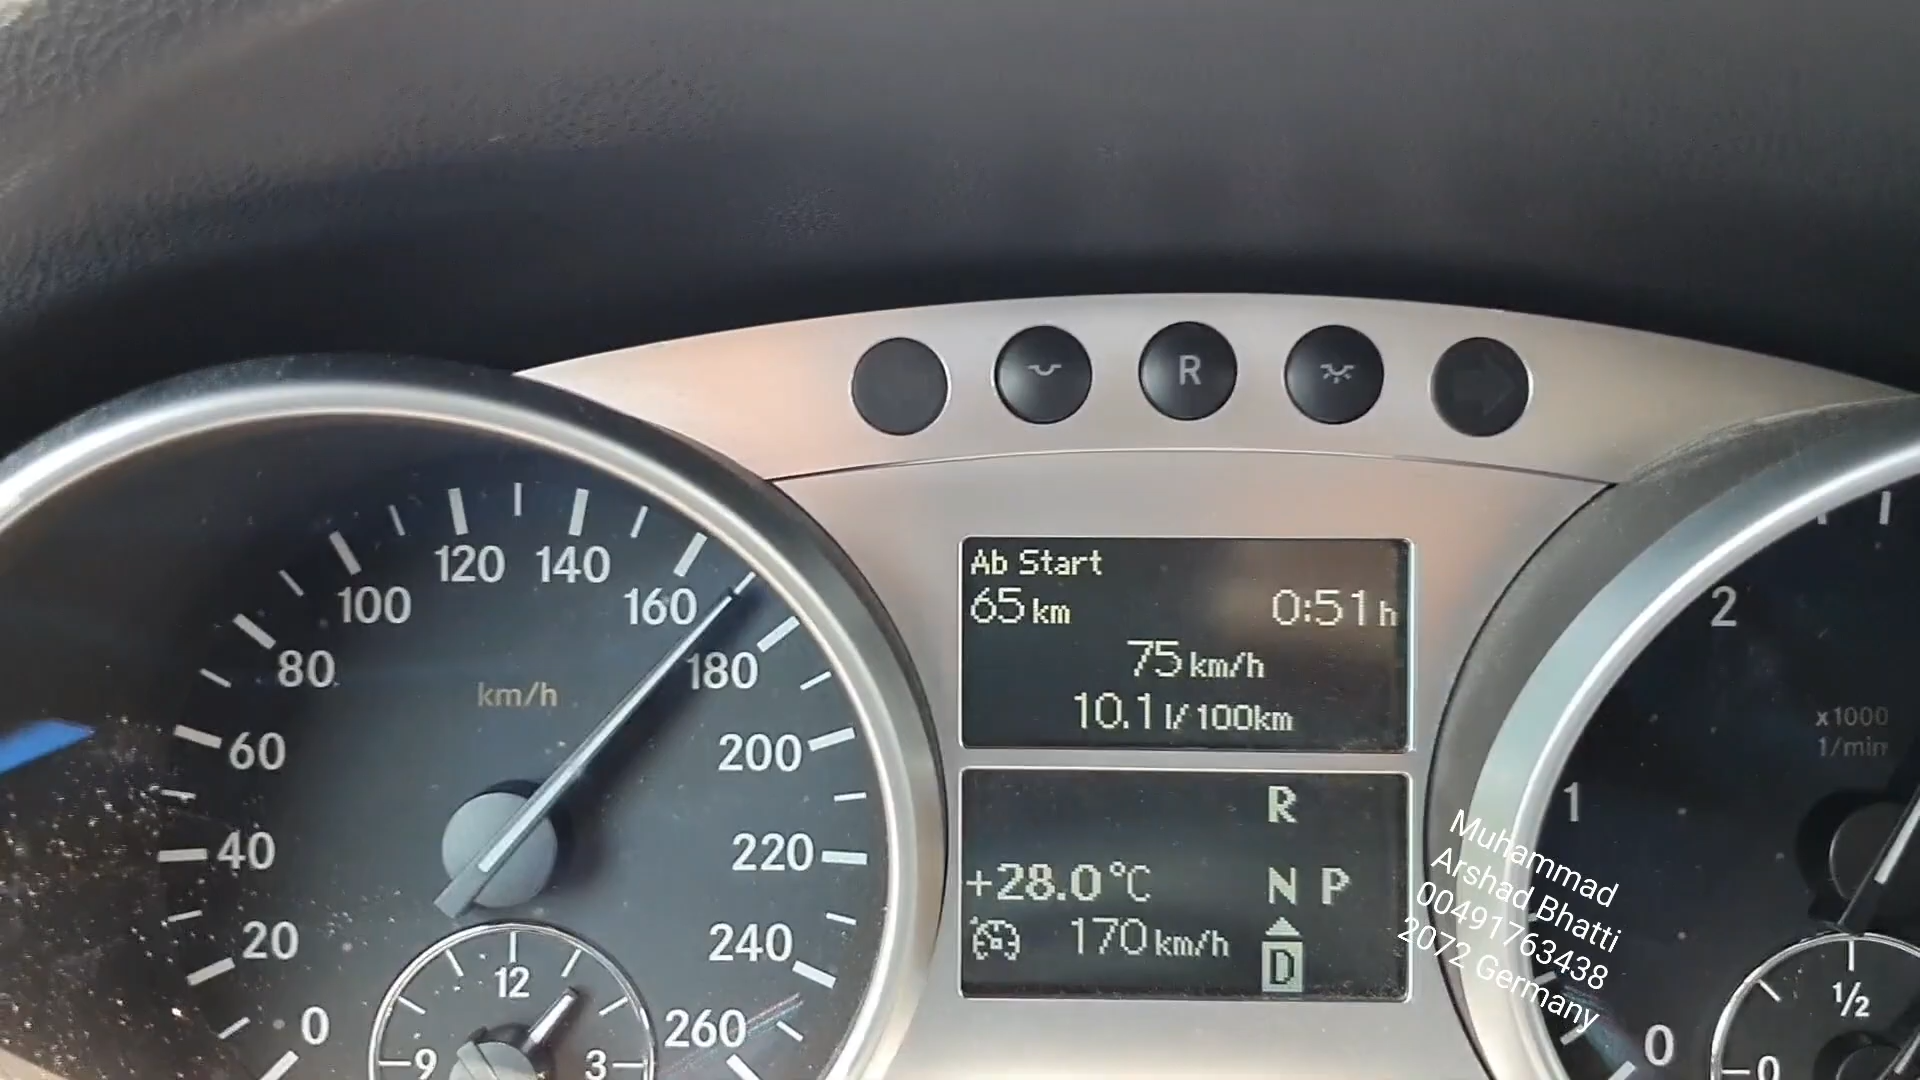 R
120
140
100
160
80
180
km/h
60
200
40
220
20
240
0
260
12
9
3
Ab Start
65 km 0:51 h
75 km/h
10.1 l/100km
R
+28.0°C N P
170 km/h D
2
x1000
1/min
1
0
1/2
0
Muhammad
Arshad Bhatti
00491763438
2072 Germany